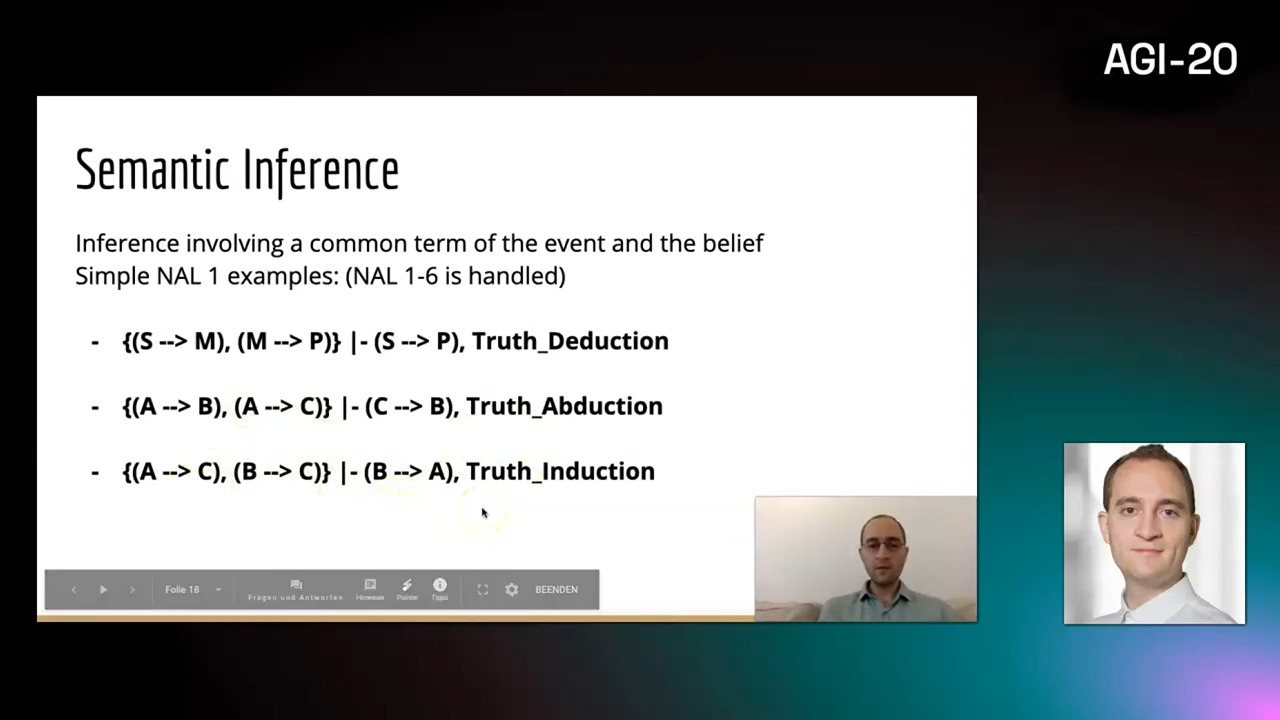 AGI-20
Semantic Inference
Inference involving a common term of the event and the belief
Simple NAL 1 examples: (NAL 1-6 is handled)
- {(S --> M), (M --> P)} |- (S --> P), Truth_Deduction
- {(A --> B), (A --> C)} |- (C --> B), Truth_Abduction
- {(A --> C), (B --> C)} |- (B --> A), Truth_Induction
Folie 18
Fragen und Antworten
Hinweise
Pointer
Tipps
BEENDEN